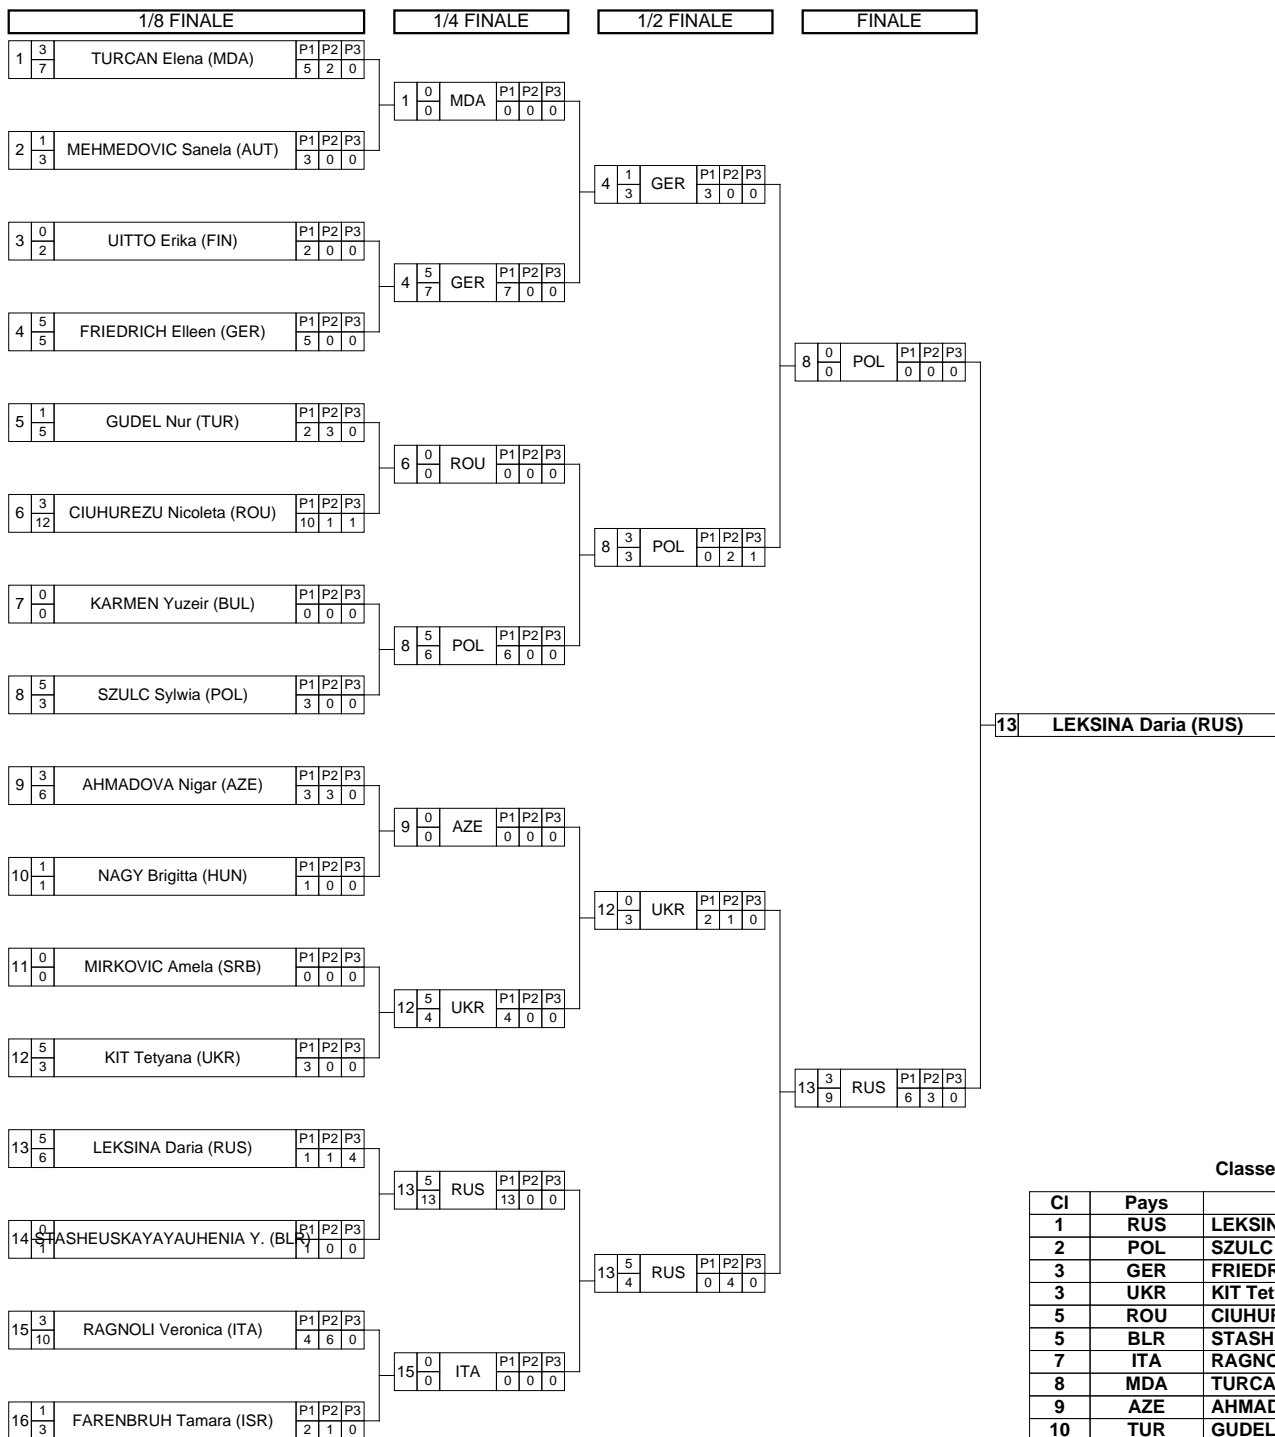 1/8 FINALE 1/4 FINALE 1/2 FINALE FINALE
1 3 7 TURCAN Elena (MDA) P1 P2 P3 5 2 0
1 0 0 MDA P1 P2 P3 0 0 0
2 1 3 MEHMEDOVIC Sanela (AUT) P1 P2 P3 3 0 0
4 1 3 GER P1 P2 P3 3 0 0
3 0 2 UITTO Erika (FIN) P1 P2 P3 2 0 0
4 5 7 GER P1 P2 P3 7 0 0
4 5 5 FRIEDRICH Elleen (GER) P1 P2 P3 5 0 0
8 0 0 POL P1 P2 P3 0 0 0
5 1 5 GUDEL Nur (TUR) P1 P2 P3 2 3 0
6 0 0 ROU P1 P2 P3 0 0 0
6 3 12 CIUHUREZU Nicoleta (ROU) P1 P2 P3 10 1 1
8 3 3 POL P1 P2 P3 0 2 1
7 0 0 KARMEN Yuzeir (BUL) P1 P2 P3 0 0 0
8 5 6 POL P1 P2 P3 6 0 0
8 5 3 SZULC Sylwia (POL) P1 P2 P3 3 0 0
13 LEKSINA Daria (RUS)
9 3 6 AHMADOVA Nigar (AZE) P1 P2 P3 3 3 0
9 0 0 AZE P1 P2 P3 0 0 0
10 1 1 NAGY Brigitta (HUN) P1 P2 P3 1 0 0
12 0 3 UKR P1 P2 P3 2 1 0
11 0 0 MIRKOVIC Amela (SRB) P1 P2 P3 0 0 0
12 5 4 UKR P1 P2 P3 4 0 0
12 5 3 KIT Tetyana (UKR) P1 P2 P3 3 0 0
13 3 9 RUS P1 P2 P3 6 3 0
13 5 6 LEKSINA Daria (RUS) P1 P2 P3 1 1 4
13 5 13 RUS P1 P2 P3 13 0 0
14 0 1 STASHEUSKAYAYAUHENIA Y. (BLR) P1 P2 P3 1 0 0
13 5 4 RUS P1 P2 P3 0 4 0
15 3 10 RAGNOLI Veronica (ITA) P1 P2 P3 4 6 0
15 0 0 ITA P1 P2 P3 0 0 0
16 1 3 FARENBRUH Tamara (ISR) P1 P2 P3 2 1 0
Classe
Cl Pays
1 RUS LEKSIN
2 POL SZULC
3 GER FRIEDR
3 UKR KIT Tet
5 ROU CIUHUR
5 BLR STASH
7 ITA RAGNO
8 MDA TURCA
9 AZE AHMAD
10 TUR GUDEL